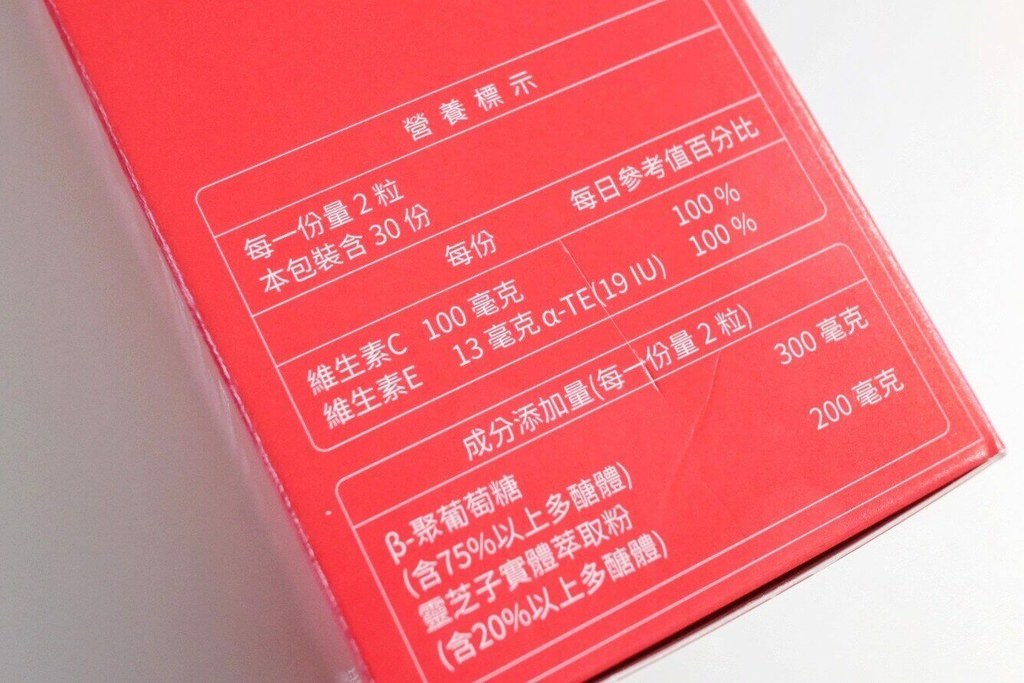 營養標示
每一份量 2 粒
本包裝含 30 份
每份 每日參考值百分比
維生素C 100 毫克 100 %
維生素E 13 毫克 α-TE(19 IU) 100 %
成分添加量(每一份量 2 粒)
β-聚葡萄糖 300 毫克
(含75%以上多醣體)
靈芝子實體萃取粉 200 毫克
(含20%以上多醣體)